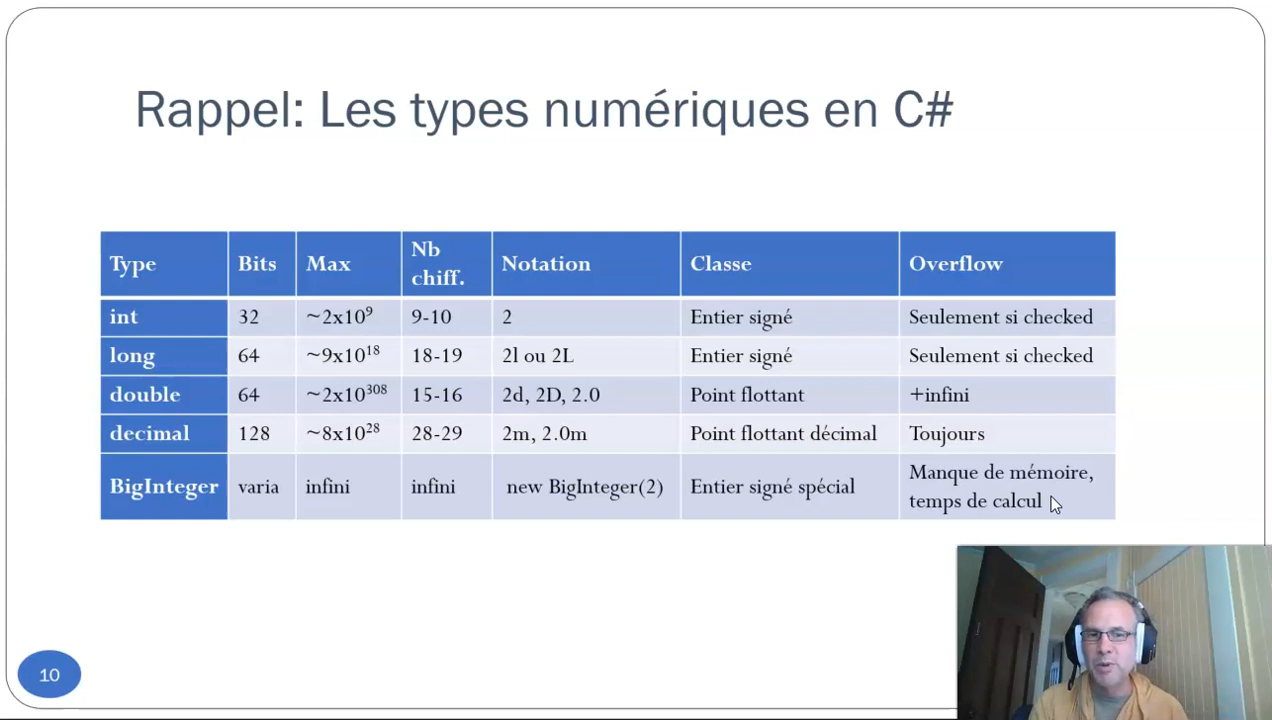 Rappel: Les types numériques en C#
Type Bits Max Nb chiff. Notation Classe Overflow
int 32 ~2x10⁹ 9-10 2 Entier signé Seulement si checked
long 64 ~9x10¹⁸ 18-19 2l ou 2L Entier signé Seulement si checked
double 64 ~2x10³⁰⁸ 15-16 2d, 2D, 2.0 Point flottant +infini
decimal 128 ~8x10²⁸ 28-29 2m, 2.0m Point flottant décimal Toujours
BigInteger varia infini infini new BigInteger(2) Entier signé spécial Manque de mémoire, temps de calcul
10